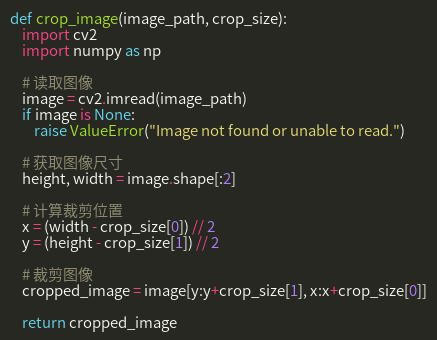 def crop_image(image_path, crop_size):
    import cv2
    import numpy as np

    # 读取图像
    image = cv2.imread(image_path)
    if image is None:
        raise ValueError("Image not found or unable to read.")

    # 获取图像尺寸
    height, width = image.shape[:2]

    # 计算裁剪位置
    x = (width - crop_size[0]) // 2
    y = (height - crop_size[1]) // 2

    # 裁剪图像
    cropped_image = image[y:y+crop_size[1], x:x+crop_size[0]]

    return cropped_image